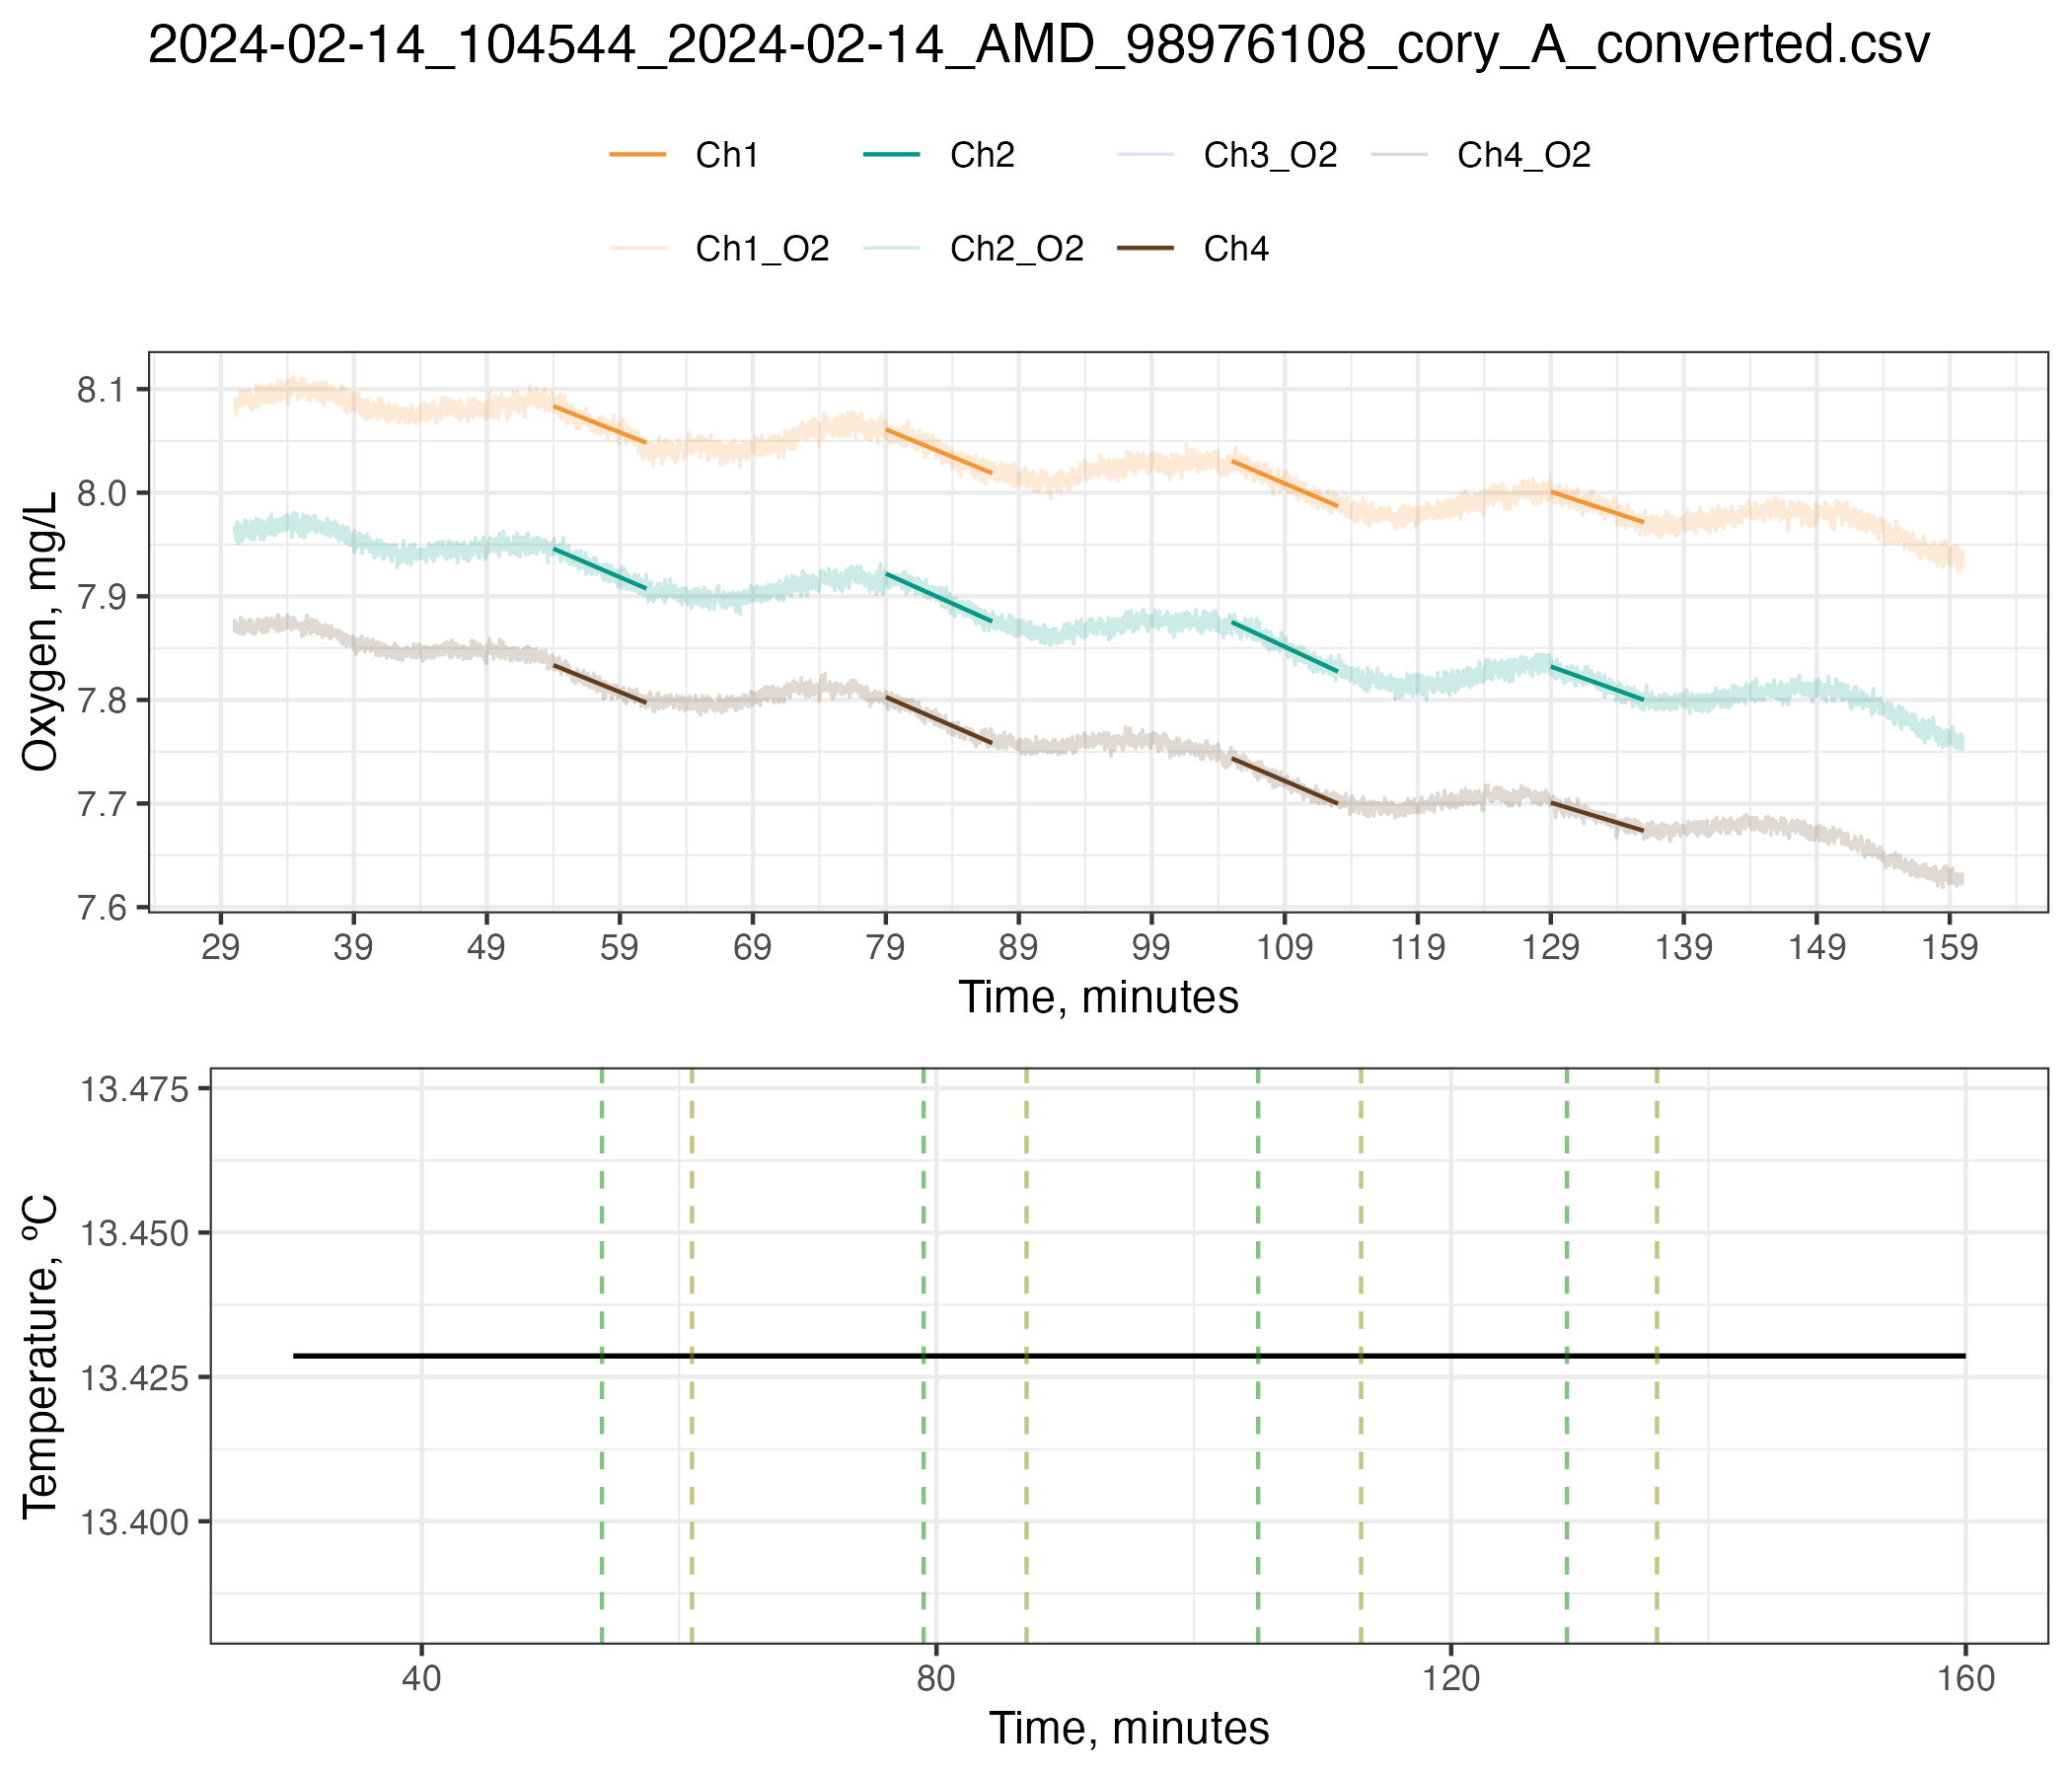 2024-02-14_104544_2024-02-14_AMD_98976108_cory_A_converted.csv
Ch1 Ch2 Ch3_O2 Ch4_O2
Ch1_O2 Ch2_O2 Ch4
Oxygen, mg/L
8.1
8.0
7.9
7.8
7.7
7.6
29 39 49 59 69 79 89 99 109 119 129 139 149 159
Time, minutes
Temperature, ºC
13.475
13.450
13.425
13.400
40 80 120 160
Time, minutes